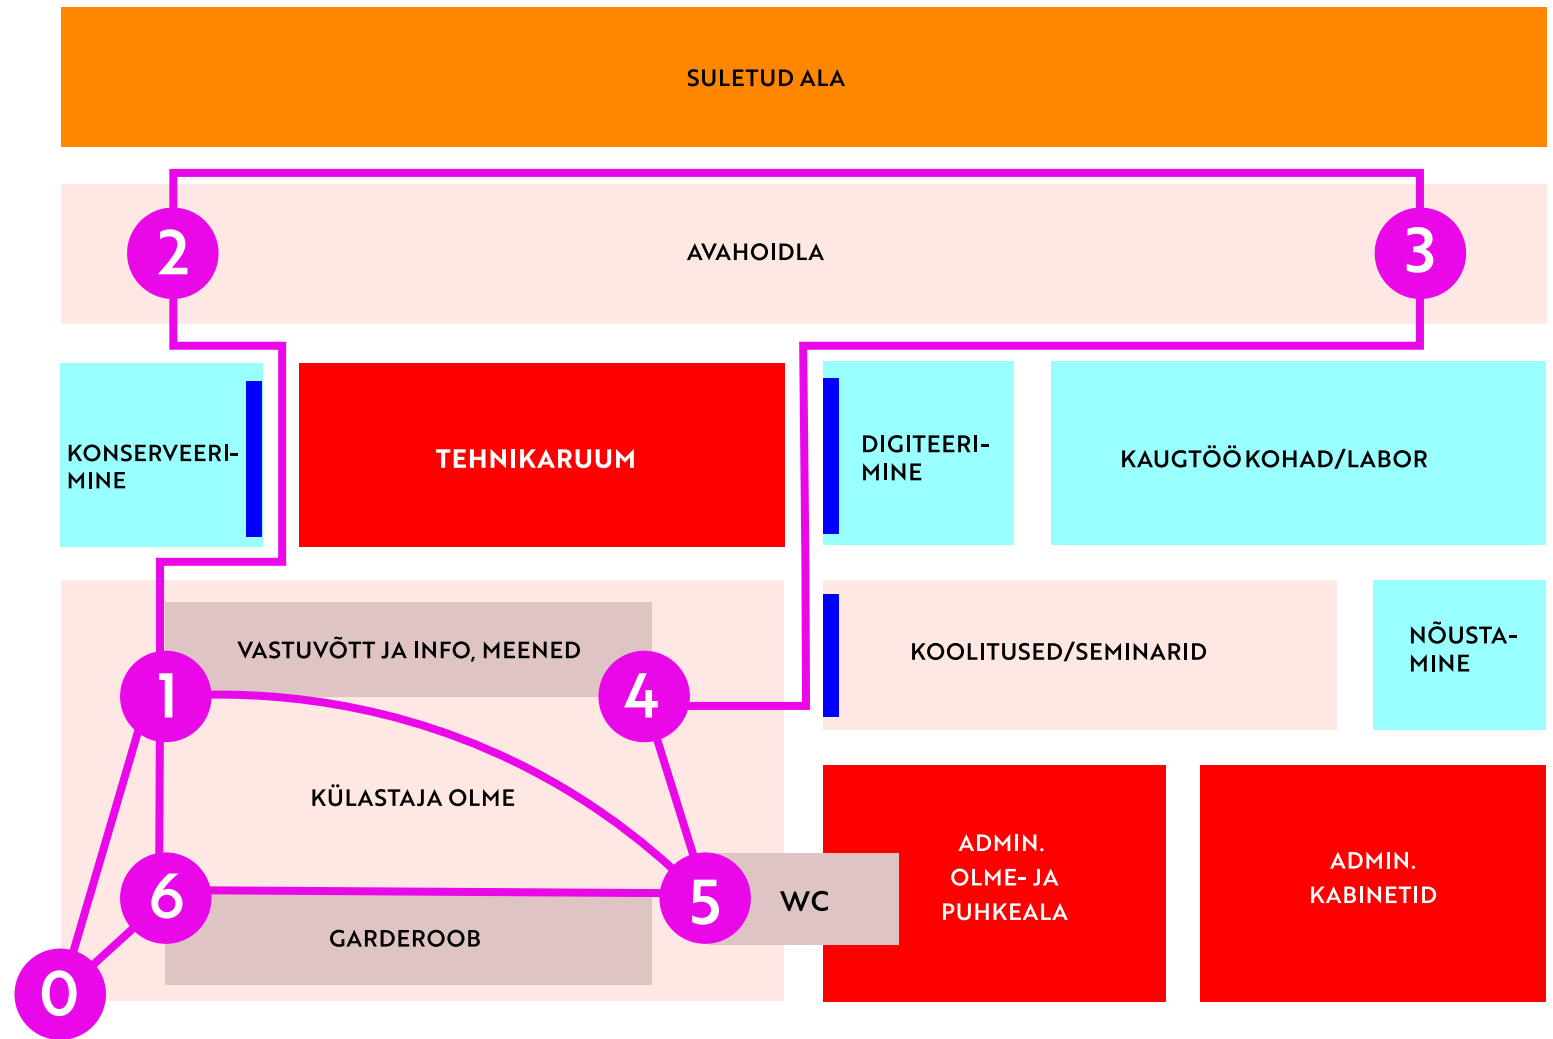 SULETUD ALA
2
AVAHOIDLA
3
KONSERVEERI-
MINE
TEHNIKARUUM
DIGITEERI-
MINE
KAUGTÖÖKOHAD/LABOR
VASTUVÕTT JA INFO, MEENED
1
4
KOOLITUSED/SEMINARID
NÕUSTA-
MINE
KÜLASTAJA OLME
6
GARDEROOB
5
WC
ADMIN.
OLME- JA
PUHKEALA
ADMIN.
KABINETID
0